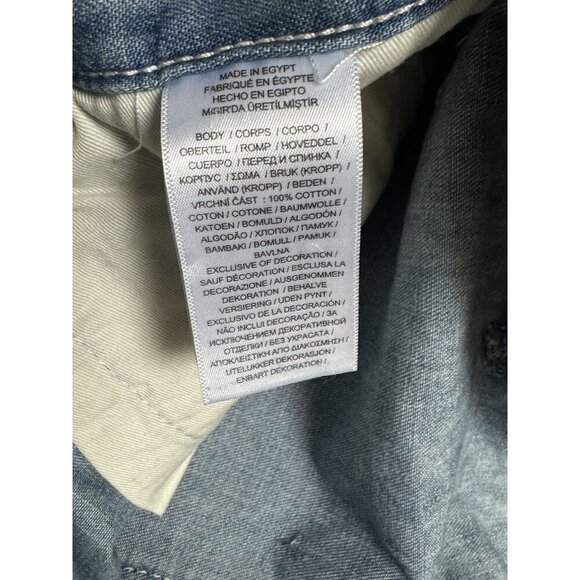 MADE IN EGYPT
FABRIQUÉ EN ÉGYPTE
HECHO EN EGIPTO
MISIR'DA ÜRETİLMİŞTİR
BODY / CORPS / CORPO /
OBERTEIL / ROMP / HOVEDDEL /
CUERPO / ПЕРЕД И СПИНКА /
КОРПУС / ΣΩΜΑ / BRUK (KROPP) /
ANVÄND (KROPP) / BEDEN /
VRCHNÍ ČÁST : 100% COTTON /
COTON / COTONE / BAUMWOLLE /
KATOEN / BOMULD / ALGODÓN /
ALGODÃO / ХЛОПОК / ПАМУК /
BAMBAKI / BOMULL / PAMUK /
BAVLNA
EXCLUSIVE OF DECORATION /
SAUF DÉCORATION / ESCLUSA LA
DECORAZIONE / AUSGENOMMEN
DEKORATION / BEHALVE
VERSIERING / UDEN PYNT /
EXCLUSIVO DE LA DECORACIÓN /
NÃO INCLUI DECORAÇÃO / ЗА
ИСКЛЮЧЕНИЕМ ДЕКОРАТИВНОЙ
ОТДЕЛКИ / БЕЗ УКРАСАТА /
ΑΠΟΚΛΕΙΣΤΙΚΗ ΑΠΟ ΔΙΑΚΟΣΜΗΣΗ /
UTELUKKER DEKORASJON /
ENBART DEKORATION /